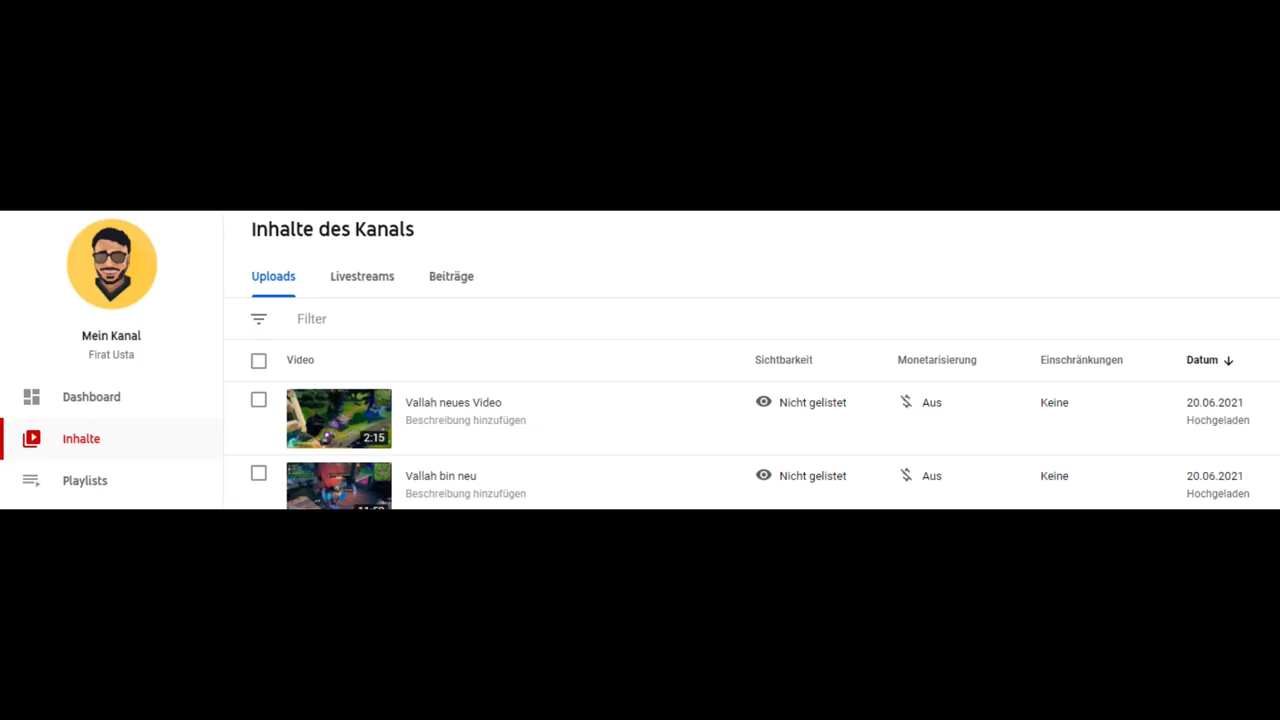 Inhalte des Kanals
Uploads Livestreams Beiträge
Filter
Mein Kanal
Firat Usta
Dashboard
Inhalte
Playlists
Video Sichtbarkeit Monetarisierung Einschränkungen Datum
2:15 Vallah neues Video Nicht gelistet Aus Keine 20.06.2021
Beschreibung hinzufügen Hochgeladen
Vallah bin neu Nicht gelistet Aus Keine 20.06.2021
Beschreibung hinzufügen Hochgeladen